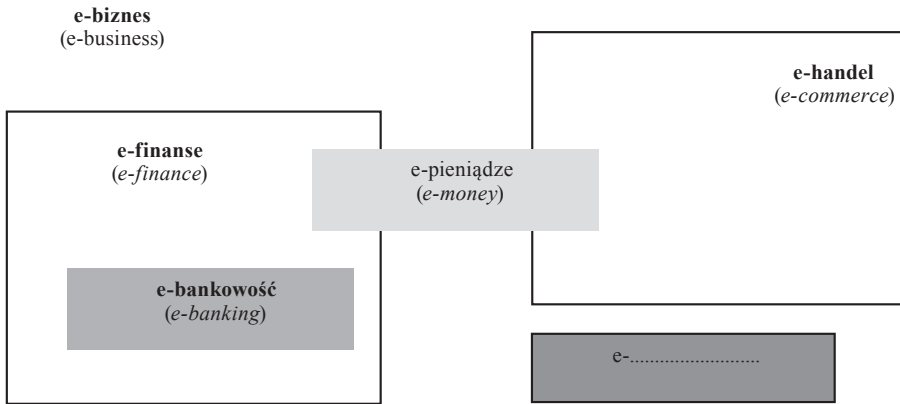 e-biznes
(e-business)
e-handel
(e-commerce)
e-finanse
(e-finance)
e-pieniądze
(e-money)
e-bankowość
(e-banking)
e-..........................